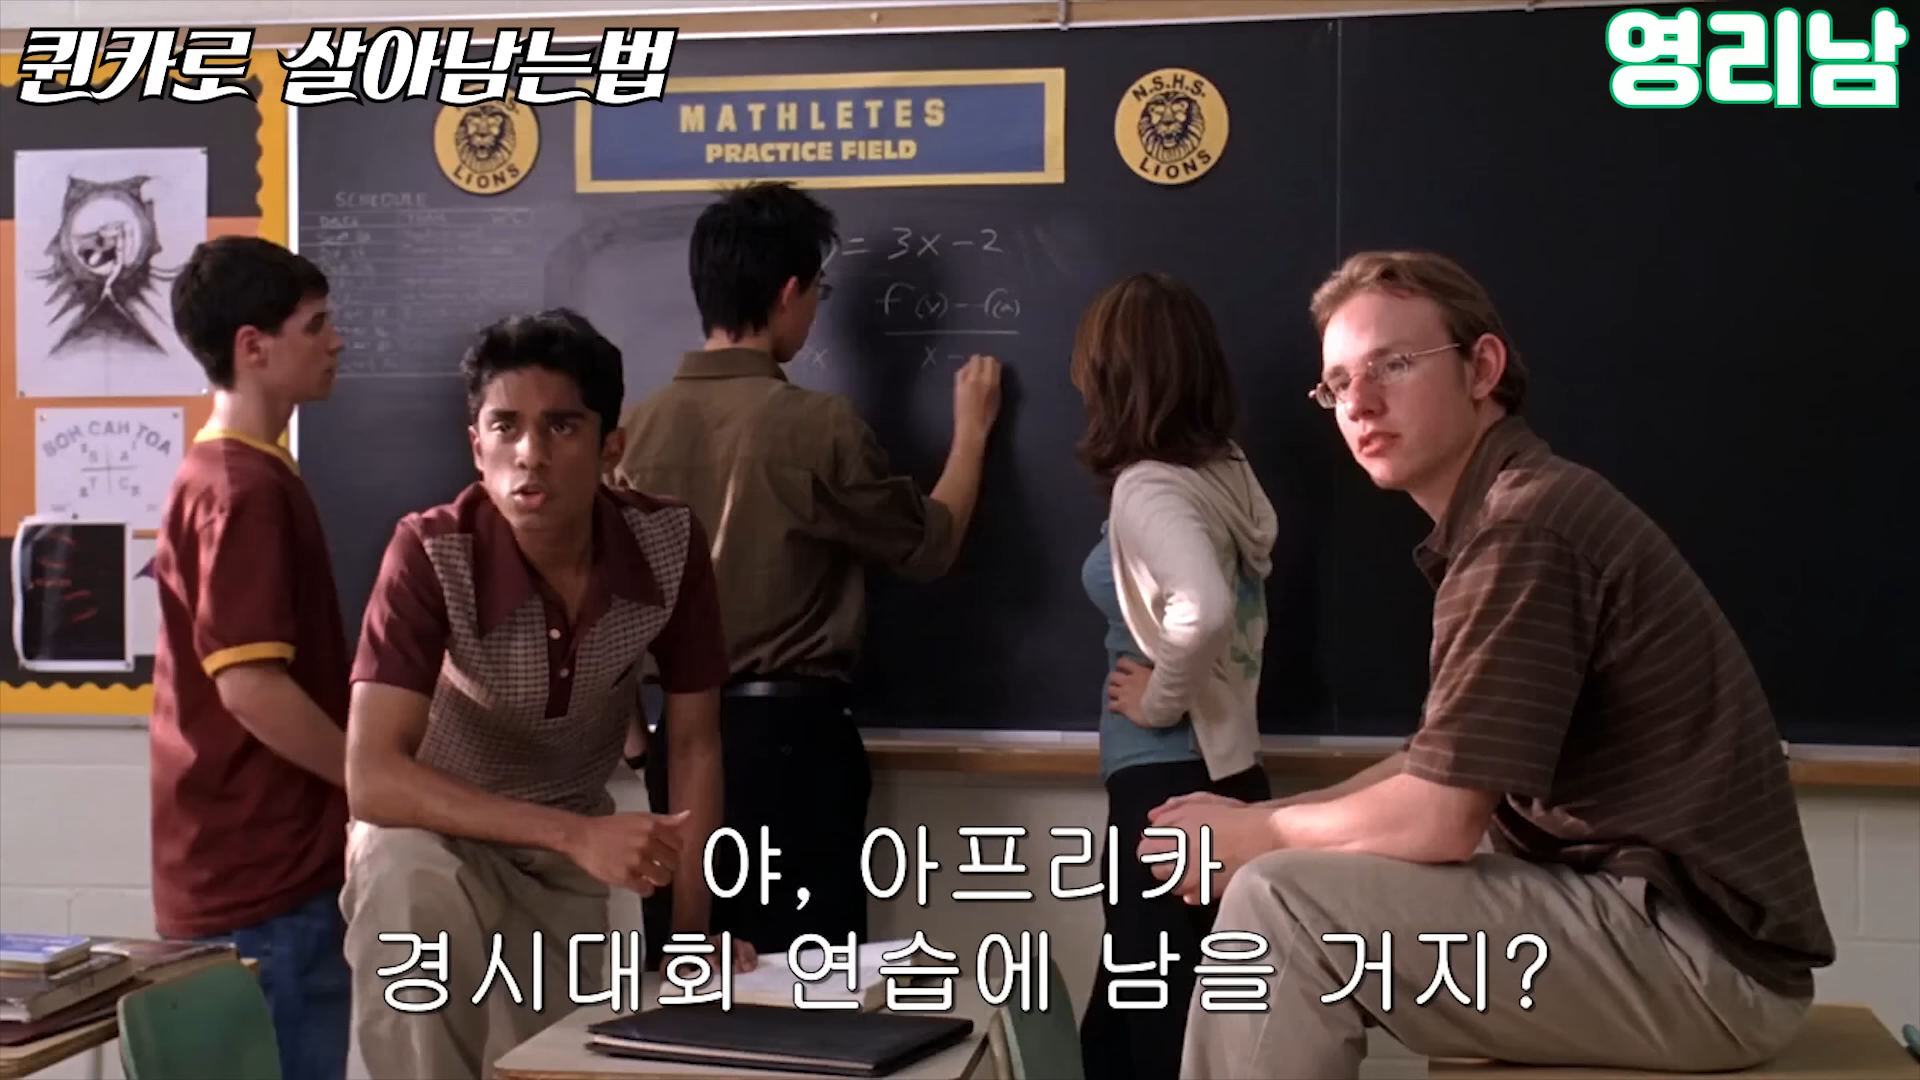 퀸카로 살아남는법
영리남
MATHLETES
PRACTICE FIELD
LIONS
N.S.H.S.
LIONS
SCHEDULE
= 3x - 2
SOH CAH TOA
야, 아프리카
경시대회 연습에 남을 거지?